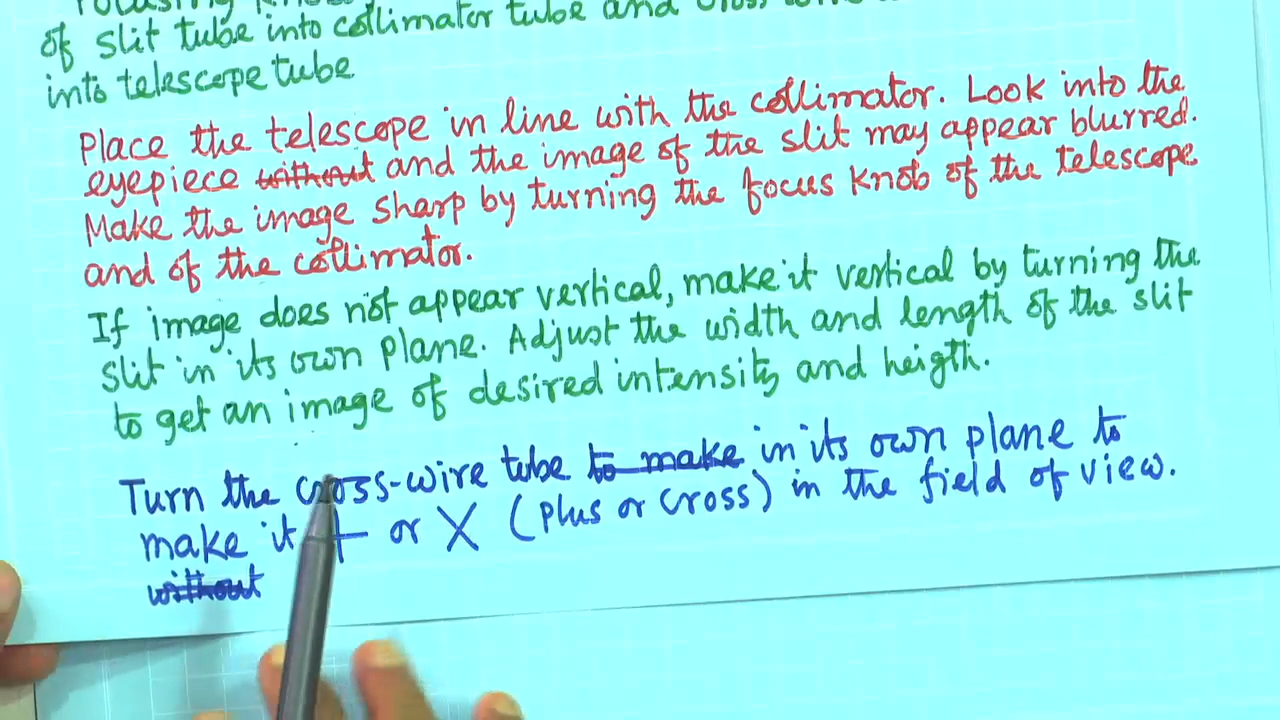 of slit tube into collimator tube and cross
into telescope tube
Place the telescope in line with the collimator. Look into the
eyepiece without and the image of the slit may appear blurred.
Make the image sharp by turning the focus knob of the telescope
and of the collimator.
If image does not appear vertical, make it vertical by turning the
slit in its own plane. Adjust the width and length of the slit
to get an image of desired intensity and heigth.
Turn the cross-wire tube to make in its own plane to
make it + or X (plus or cross) in the field of view.
without